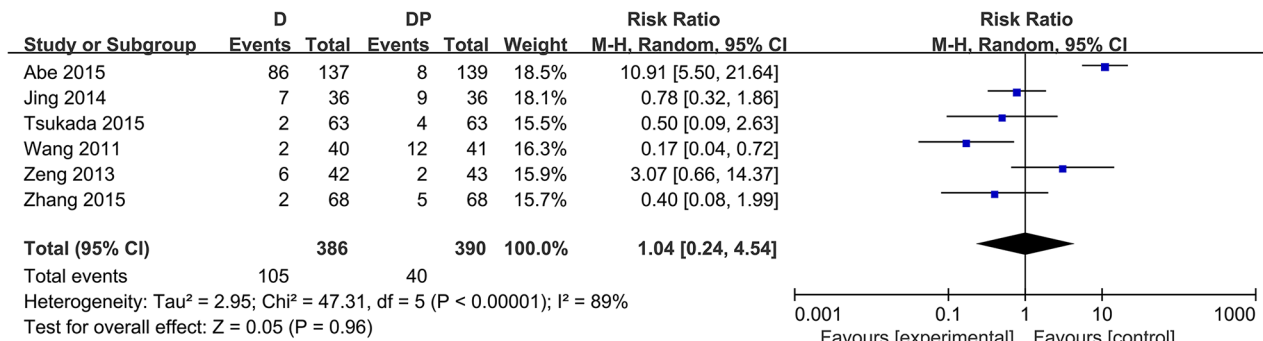 D DP Risk Ratio Risk Ratio
Study or Subgroup Events Total Events Total Weight M-H, Random, 95% CI M-H, Random, 95% CI
Abe 2015 86 137 8 139 18.5% 10.91 [5.50, 21.64]
Jing 2014 7 36 9 36 18.1% 0.78 [0.32, 1.86]
Tsukada 2015 2 63 4 63 15.5% 0.50 [0.09, 2.63]
Wang 2011 2 40 12 41 16.3% 0.17 [0.04, 0.72]
Zeng 2013 6 42 2 43 15.9% 3.07 [0.66, 14.37]
Zhang 2015 2 68 5 68 15.7% 0.40 [0.08, 1.99]
Total (95% CI) 386 390 100.0% 1.04 [0.24, 4.54]
Total events 105 40
Heterogeneity: Tau² = 2.95; Chi² = 47.31, df = 5 (P < 0.00001); I² = 89%
Test for overall effect: Z = 0.05 (P = 0.96)
0.001 0.1 1 10 1000
Favours [experimental] Favours [control]